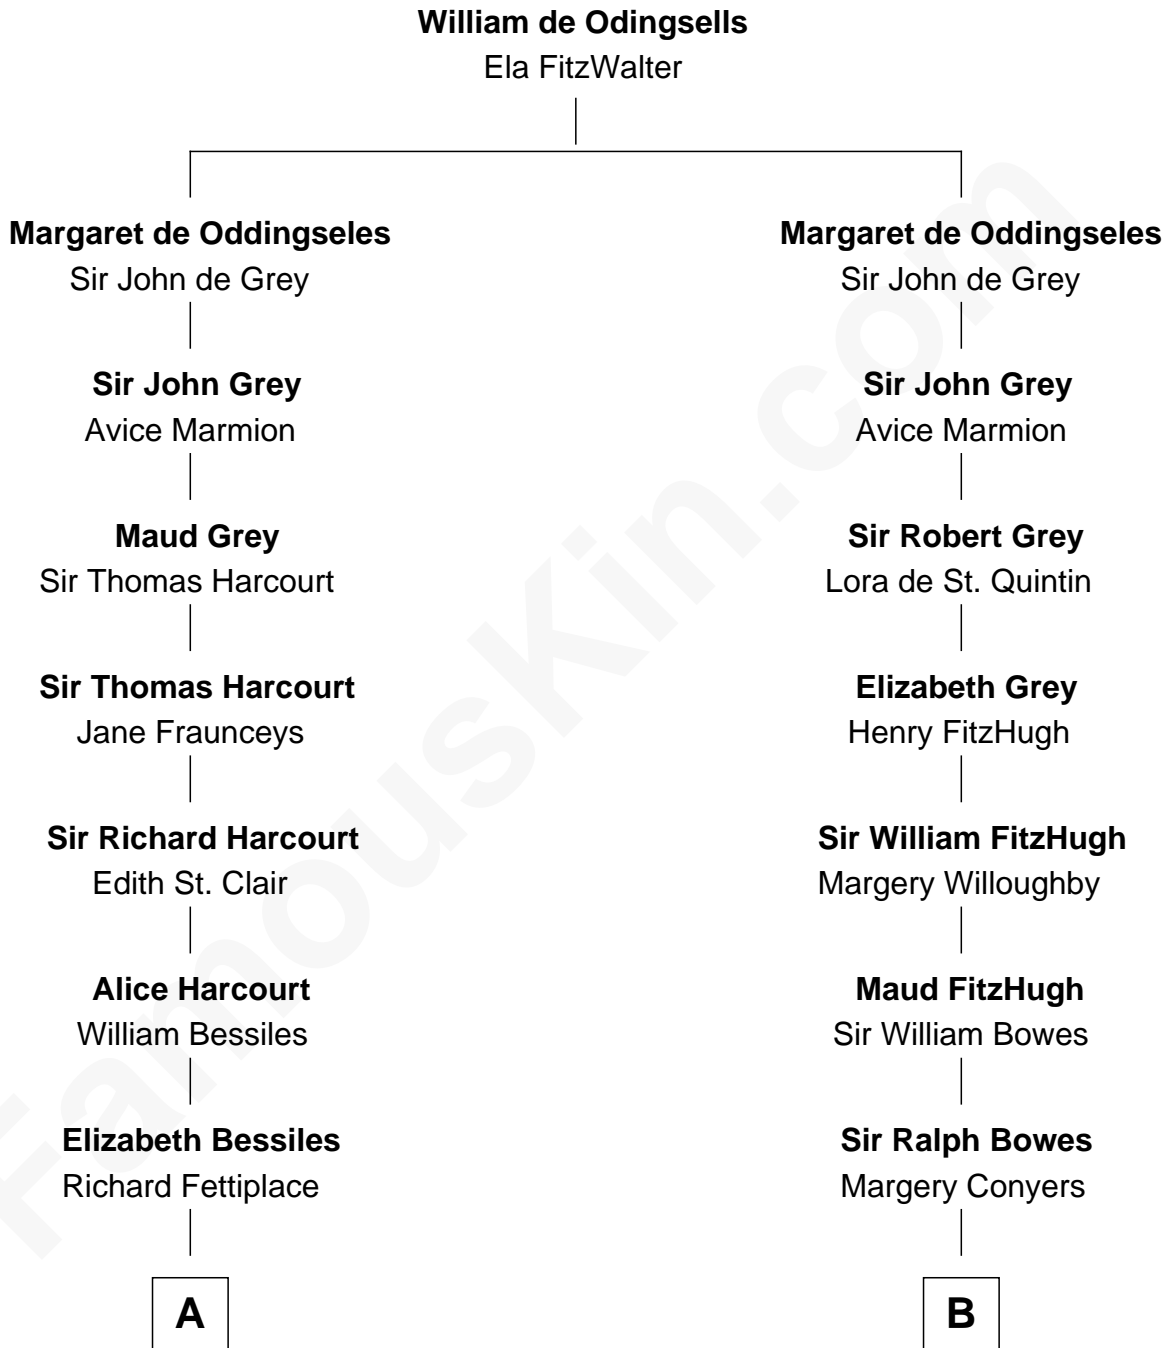 William de Odingsells
Ela FitzWalter
Margaret de Oddingseles
Sir John de Grey
Margaret de Oddingseles
Sir John de Grey
Sir John Grey
Avice Marmion
Sir John Grey
Avice Marmion
Maud Grey
Sir Thomas Harcourt
Sir Robert Grey
Lora de St. Quintin
Sir Thomas Harcourt
Jane Fraunceys
Elizabeth Grey
Henry FitzHugh
Sir Richard Harcourt
Edith St. Clair
Sir William FitzHugh
Margery Willoughby
Alice Harcourt
William Bessiles
Maud FitzHugh
Sir William Bowes
Elizabeth Bessiles
Richard Fettiplace
Sir Ralph Bowes
Margery Conyers
A
B
FamousKin.com